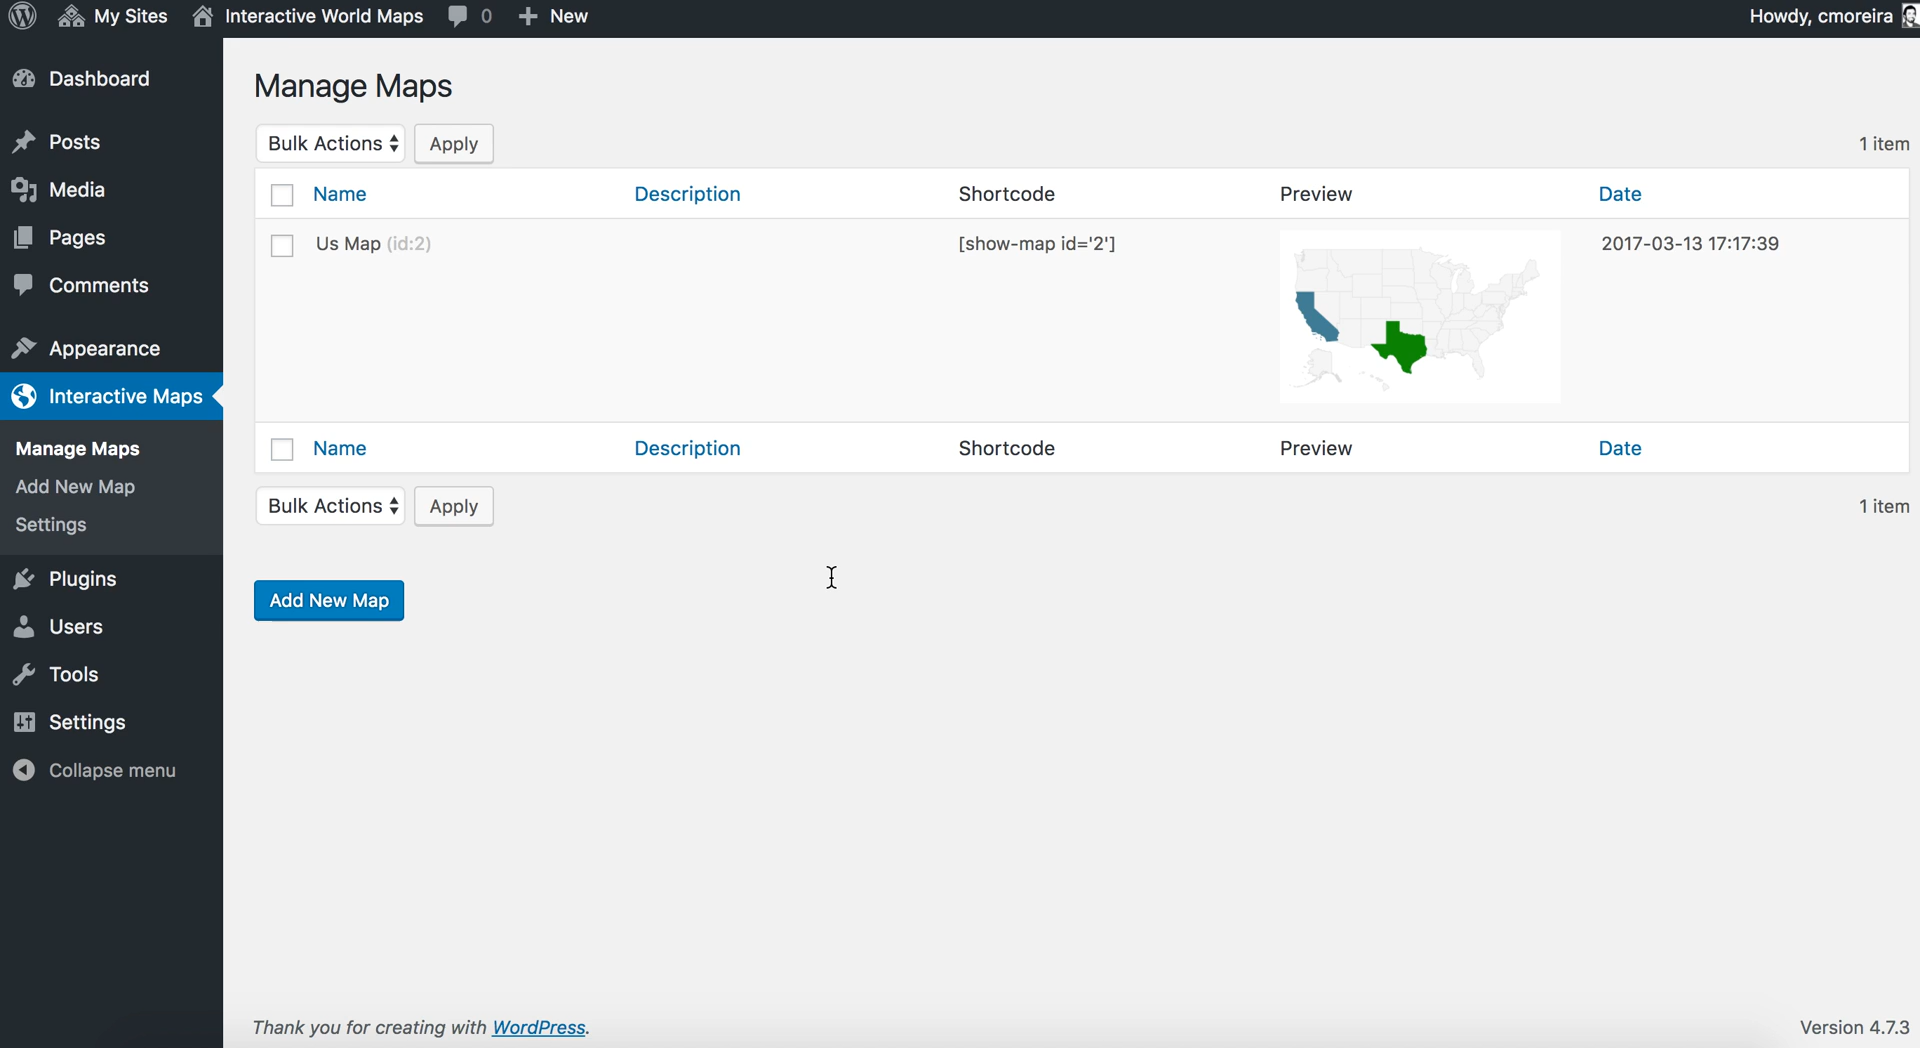 My Sites Interactive World Maps 0 New Howdy, cmoreira
Dashboard
Posts
Media
Pages
Comments
Appearance
Interactive Maps
Manage Maps
Add New Map
Settings
Plugins
Users
Tools
Settings
Collapse menu
Manage Maps
Bulk Actions Apply 1 item
Name Description Shortcode Preview Date
Us Map (id:2) [show-map id='2'] 2017-03-13 17:17:39
Name Description Shortcode Preview Date
Bulk Actions Apply 1 item
Add New Map
Thank you for creating with WordPress. Version 4.7.3